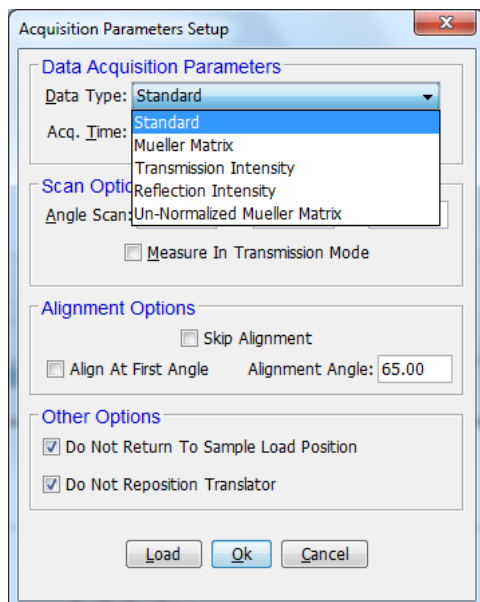 Acquisition Parameters Setup
Data Acquisition Parameters
Data Type: Standard
Standard
Acq. Time:
Mueller Matrix
Transmission Intensity
Reflection Intensity
Un-Normalized Mueller Matrix
Scan Optio
Angle Scan:
Measure In Transmission Mode
Alignment Options
Skip Alignment
Align At First Angle Alignment Angle: 65.00
Other Options
Do Not Return To Sample Load Position
Do Not Reposition Translator
Load Ok Cancel